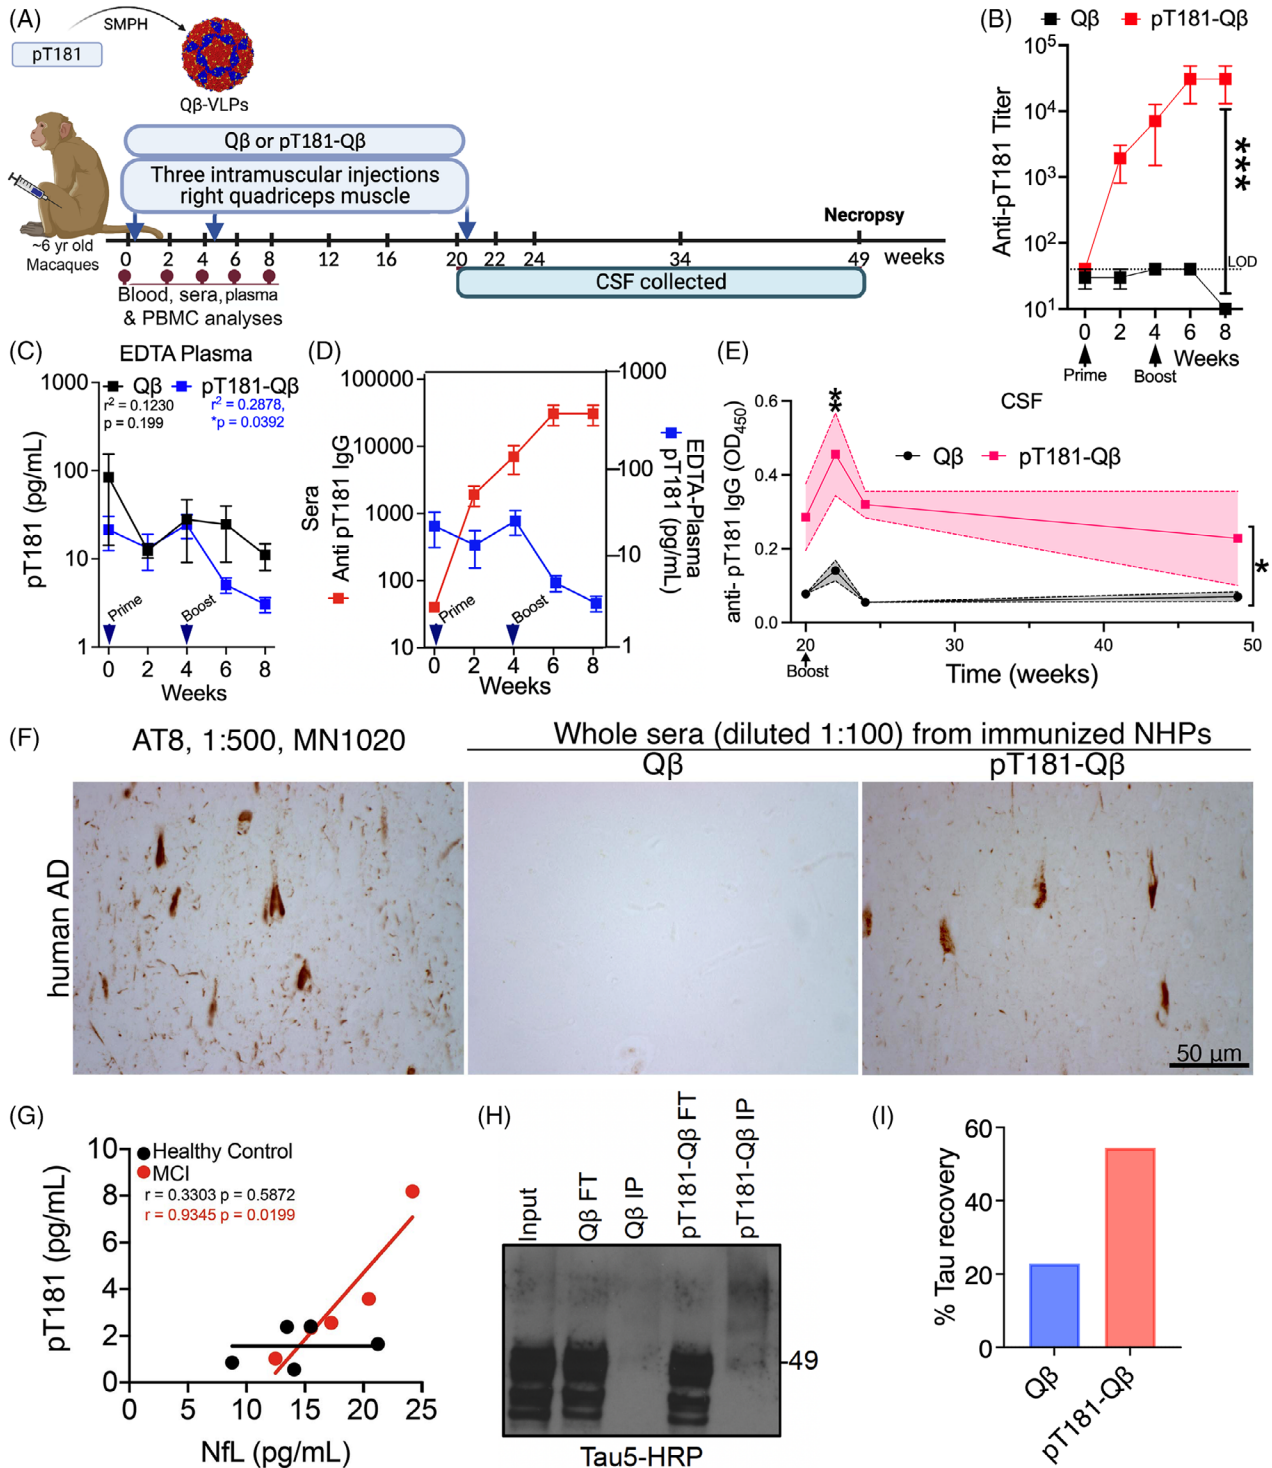 (A)
SMPH
pT181
Qβ-VLPs
Qβ or pT181-Qβ
Three intramuscular injections
right quadriceps muscle
~6 yr old
Macaques
Necropsy
0 2 4 6 8 12 16 20 22 24 34 49 weeks
Blood, sera, plasma
& PBMC analyses
CSF collected
(B)
Qβ pT181-Qβ
Anti-pT181 Titer
10⁵
10⁴
10³
10²
10¹
LOD
***
0 2 4 6 8
Weeks
Prime Boost
(C)
EDTA Plasma
Qβ pT181-Qβ
r² = 0.1230 r² = 0.2878,
p = 0.199 *p = 0.0392
pT181 (pg/mL)
1000
100
10
1
Prime Boost
0 2 4 6 8
Weeks
(D)
Sera
Anti pT181 IgG
100000
10000
1000
100
10
1000
100
10
1
EDTA-Plasma
pT181 (pg/mL)
Prime Boost
0 2 4 6 8
Weeks
(E)
CSF
Qβ pT181-Qβ
anti- pT181 IgG (OD450)
0.6
0.4
0.2
0.0
**
*
20 30 40 50
Boost
Time (weeks)
(F)
AT8, 1:500, MN1020
Whole sera (diluted 1:100) from immunized NHPs
Qβ pT181-Qβ
human AD
50 μm
(G)
Healthy Control
MCI
r = 0.3303 p = 0.5872
r = 0.9345 p = 0.0199
pT181 (pg/mL)
10
8
6
4
2
0
0 5 10 15 20 25
NfL (pg/mL)
(H)
Input
Qβ FT
Qβ IP
pT181-Qβ FT
pT181-Qβ IP
-49
Tau5-HRP
(I)
% Tau recovery
60
40
20
0
Qβ
pT181-Qβ